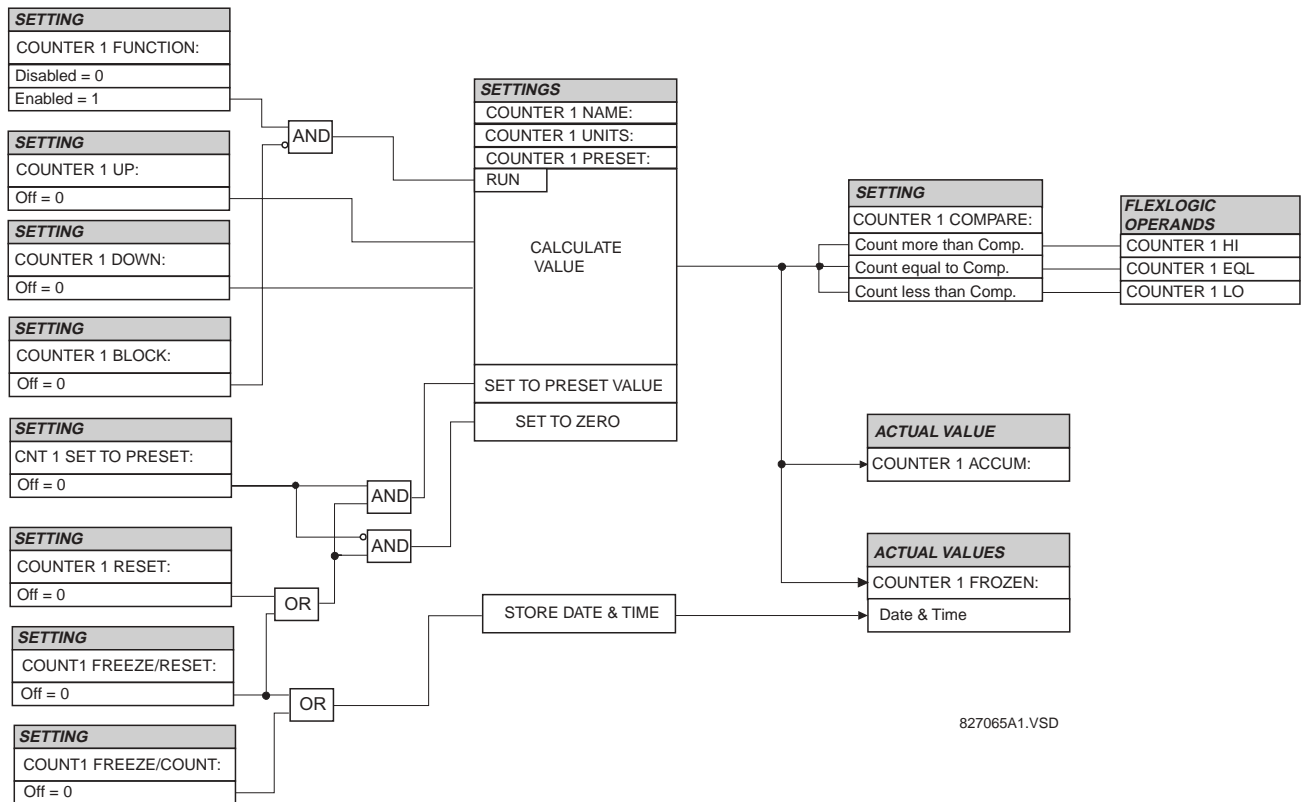 SETTING
COUNTER 1 FUNCTION:
Disabled = 0
Enabled = 1
SETTING
COUNTER 1 UP:
Off = 0
SETTING
COUNTER 1 DOWN:
Off = 0
SETTING
COUNTER 1 BLOCK:
Off = 0
SETTING
CNT 1 SET TO PRESET:
Off = 0
SETTING
COUNTER 1 RESET:
Off = 0
SETTING
COUNT1 FREEZE/RESET:
Off = 0
SETTING
COUNT1 FREEZE/COUNT:
Off = 0
AND
AND
AND
OR
OR
SETTINGS
COUNTER 1 NAME:
COUNTER 1 UNITS:
COUNTER 1 PRESET:
RUN
CALCULATE
VALUE
SET TO PRESET VALUE
SET TO ZERO
STORE DATE & TIME
SETTING
COUNTER 1 COMPARE:
Count more than Comp.
Count equal to Comp.
Count less than Comp.
FLEXLOGIC
OPERANDS
COUNTER 1 HI
COUNTER 1 EQL
COUNTER 1 LO
ACTUAL VALUE
COUNTER 1 ACCUM:
ACTUAL VALUES
COUNTER 1 FROZEN:
Date & Time
827065A1.VSD